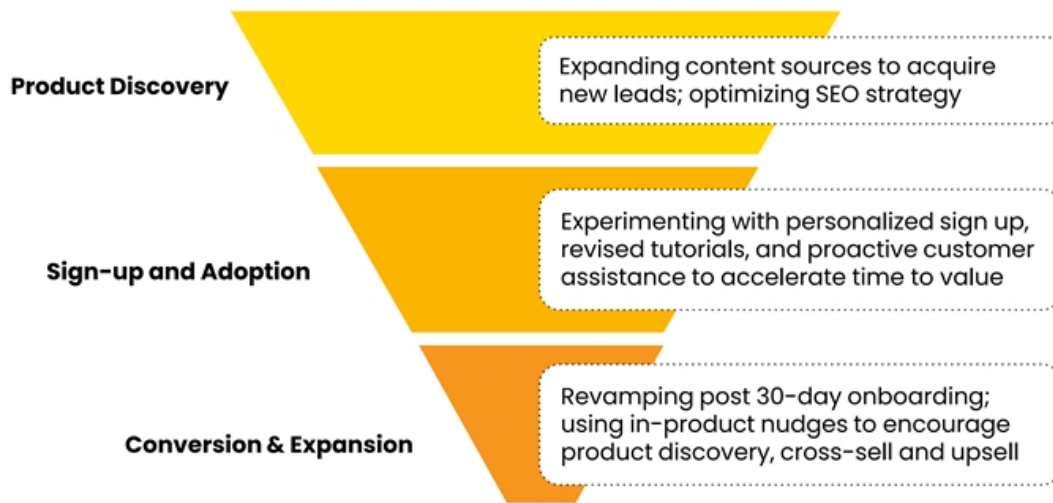 Product Discovery
Expanding content sources to acquire
new leads; optimizing SEO strategy
Sign-up and Adoption
Experimenting with personalized sign up,
revised tutorials, and proactive customer
assistance to accelerate time to value
Conversion & Expansion
Revamping post 30-day onboarding;
using in-product nudges to encourage
product discovery, cross-sell and upsell